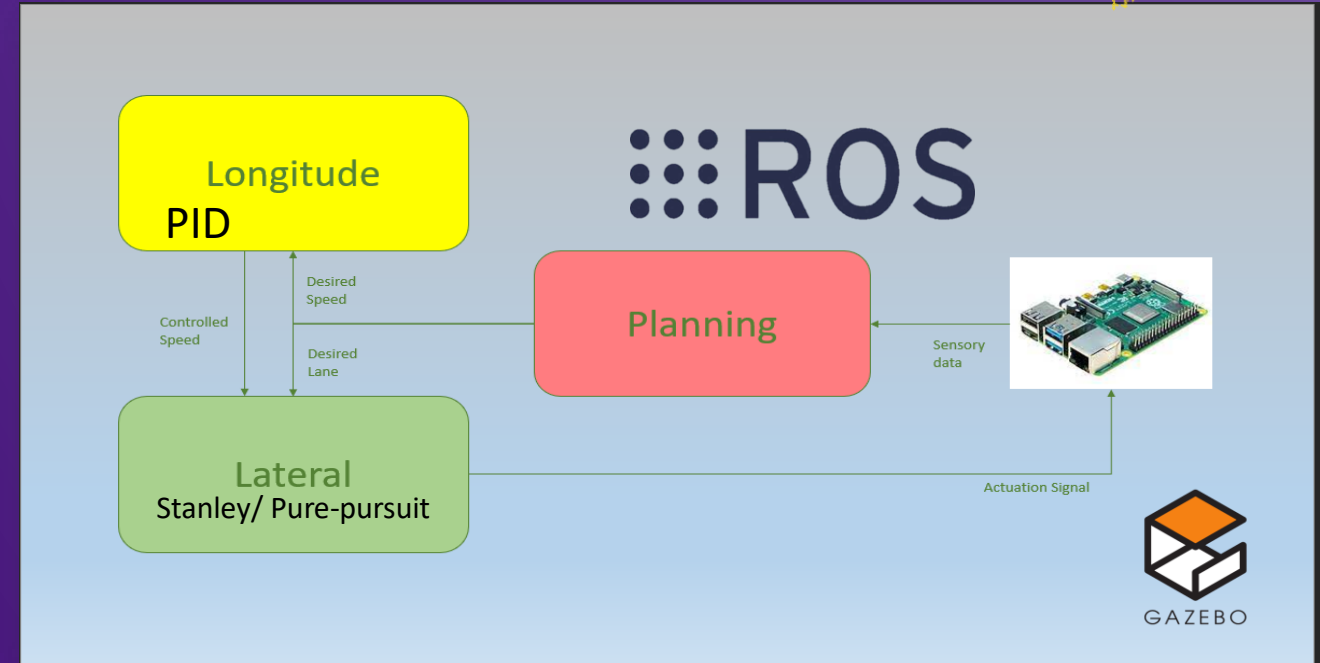 Longitude
PID
ROS
Desired
Speed
Controlled
Speed
Planning
Desired
Lane
Sensory
data
Lateral
Stanley/ Pure-pursuit
Actuation Signal
GAZEBO